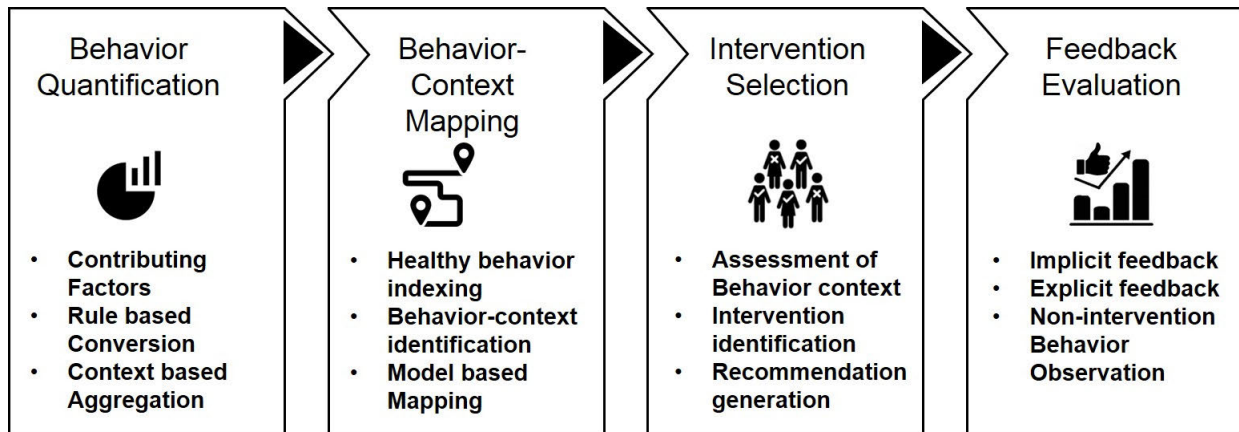 Behavior
Quantification
• Contributing
Factors
• Rule based
Conversion
• Context based
Aggregation
Behavior-
Context
Mapping
• Healthy behavior
indexing
• Behavior-context
identification
• Model based
Mapping
Intervention
Selection
• Assessment of
Behavior context
• Intervention
identification
• Recommendation
generation
Feedback
Evaluation
• Implicit feedback
• Explicit feedback
• Non-intervention
Behavior
Observation